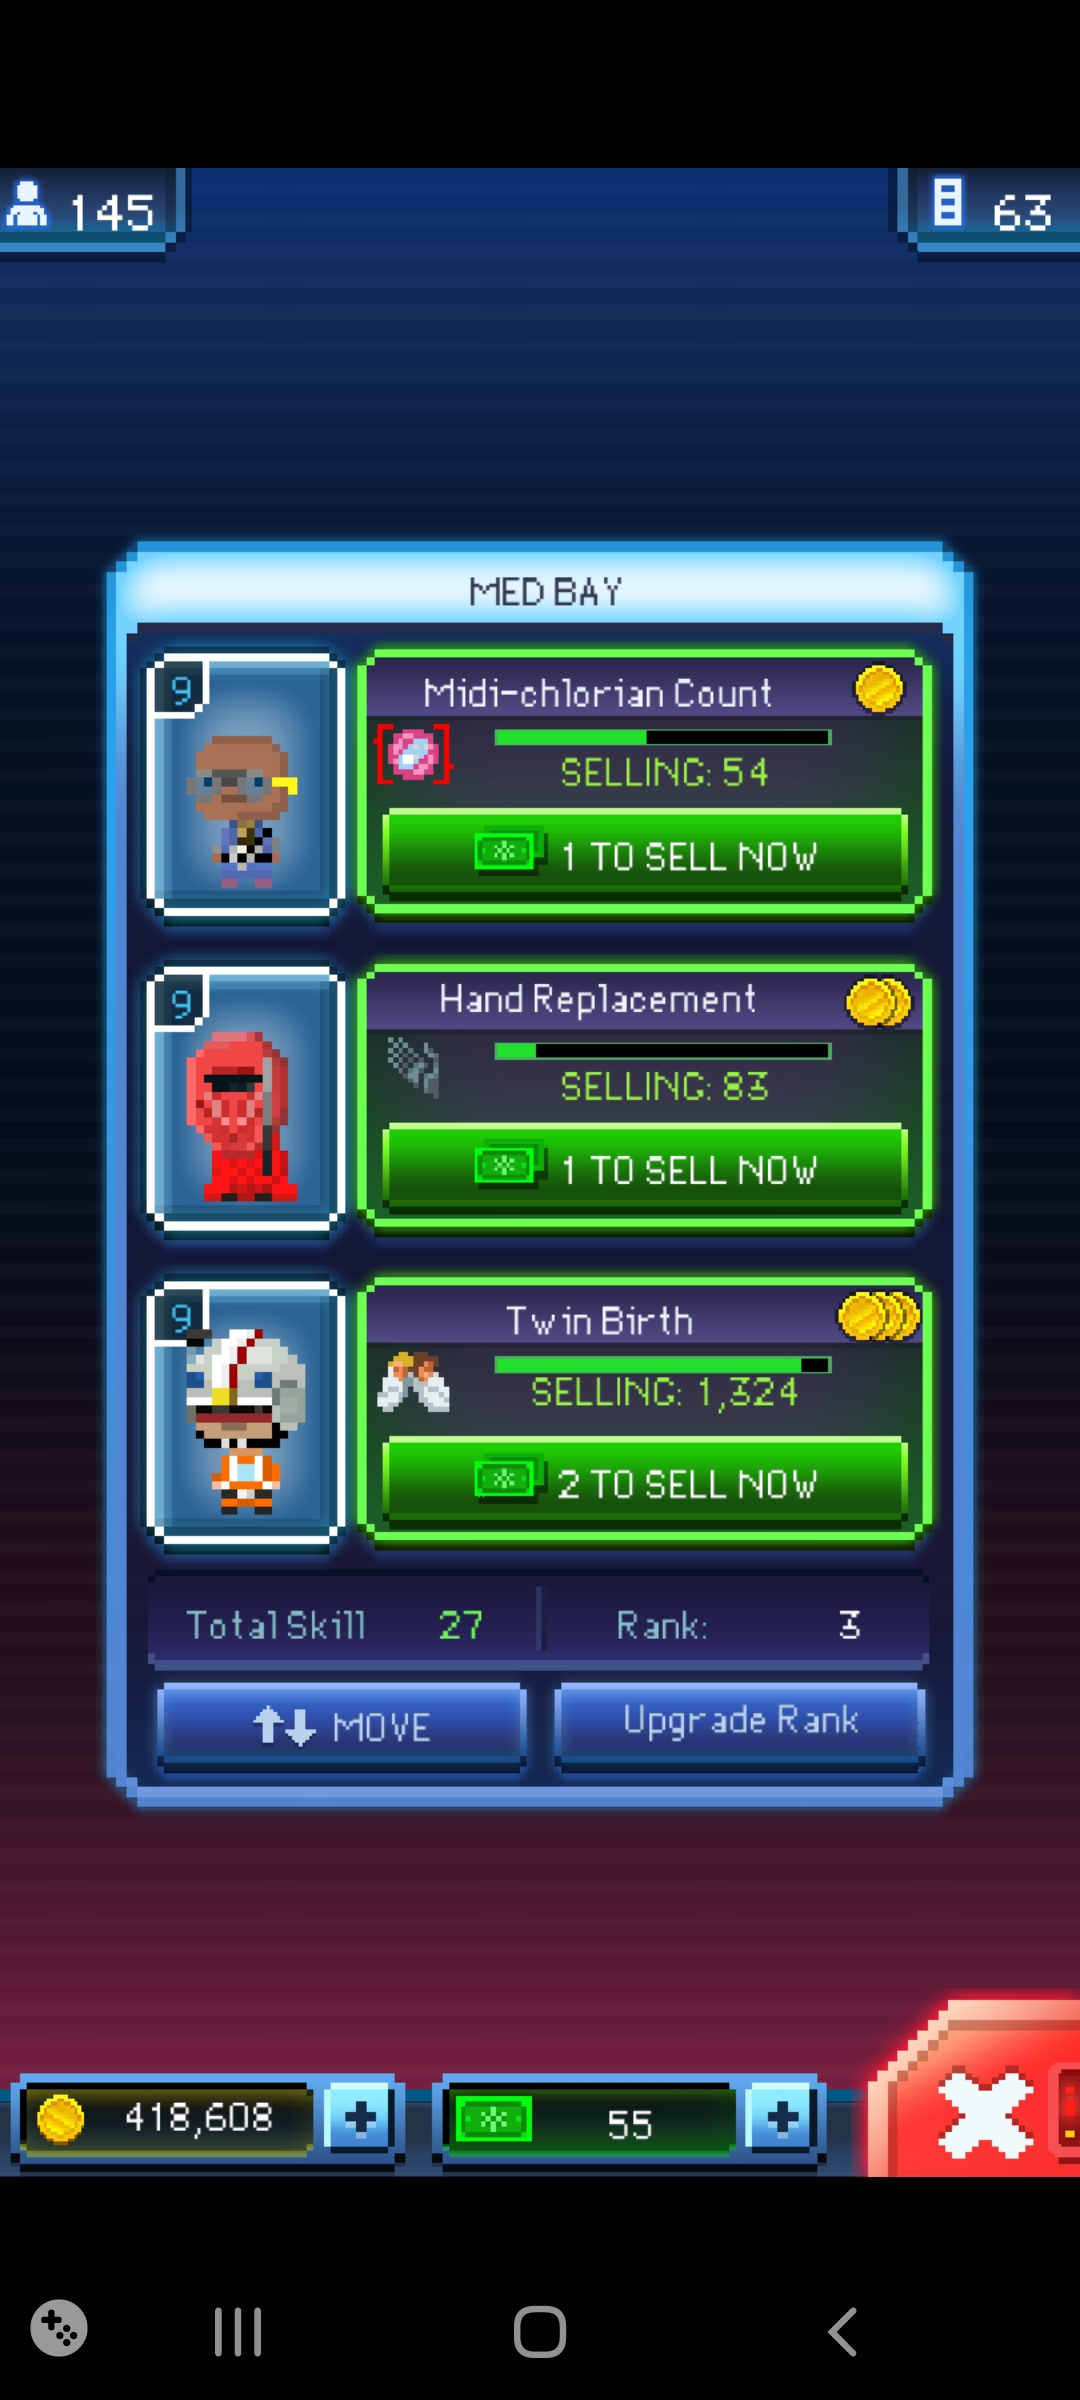 145
63
MED BAY
9
Midi-chlorian Count
SELLING: 54
1 TO SELL NOW
9
Hand Replacement
SELLING: 83
1 TO SELL NOW
9
Twin Birth
SELLING: 1,324
2 TO SELL NOW
Total Skill 27
Rank: 3
MOVE
Upgrade Rank
418,608
55